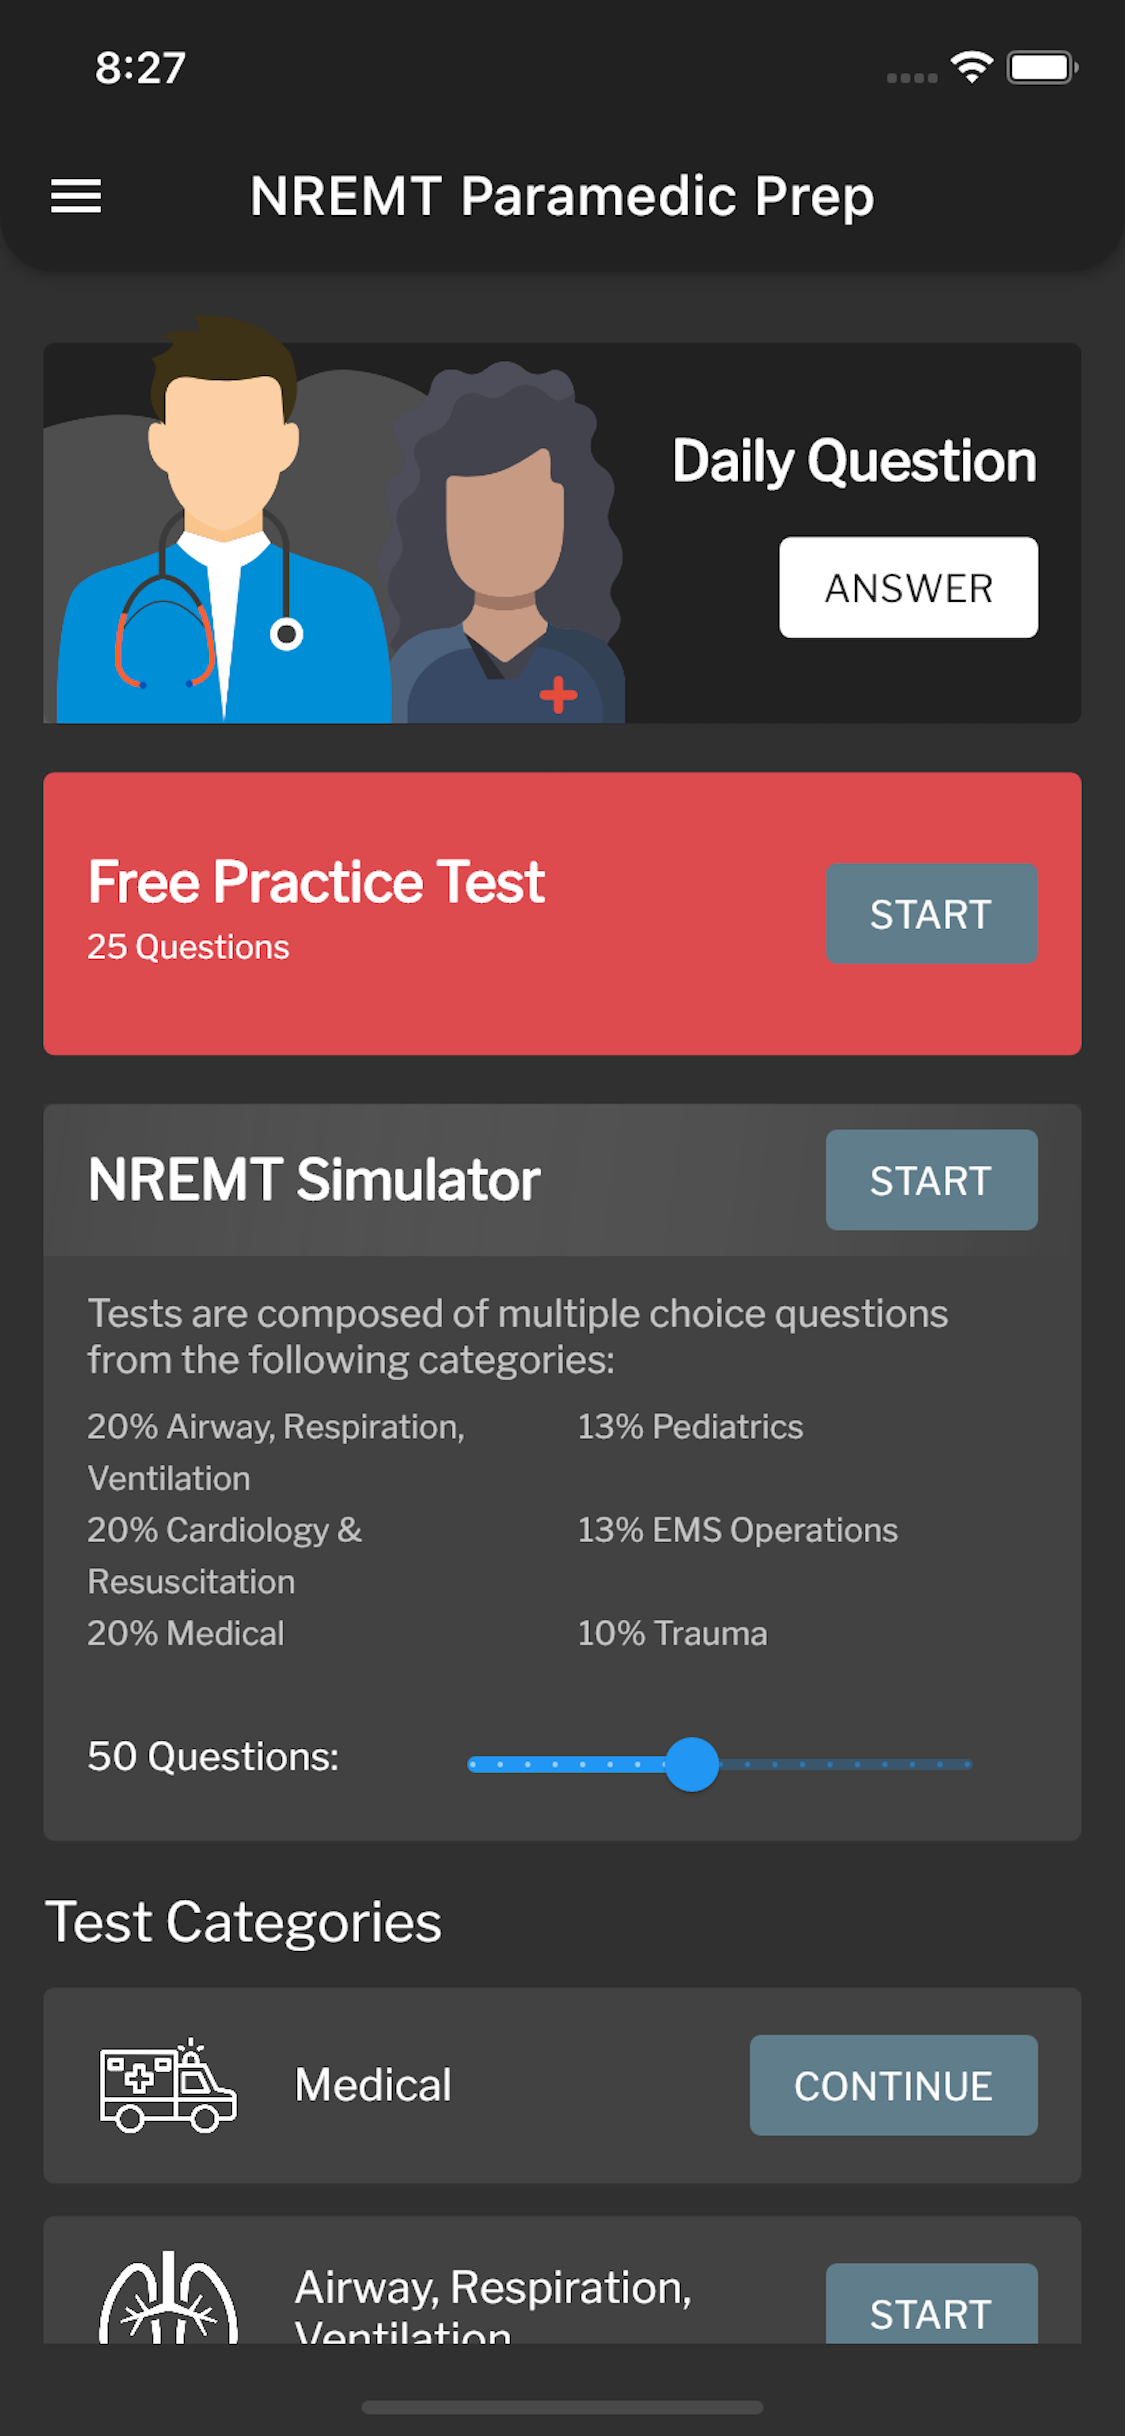 8:27
NREMT Paramedic Prep
Daily Question
ANSWER
Free Practice Test
25 Questions
START
NREMT Simulator
START
Tests are composed of multiple choice questions
from the following categories:
20% Airway, Respiration,
Ventilation
13% Pediatrics
20% Cardiology &
Resuscitation
13% EMS Operations
20% Medical
10% Trauma
50 Questions:
Test Categories
Medical
CONTINUE
Airway, Respiration,
Ventilation
START